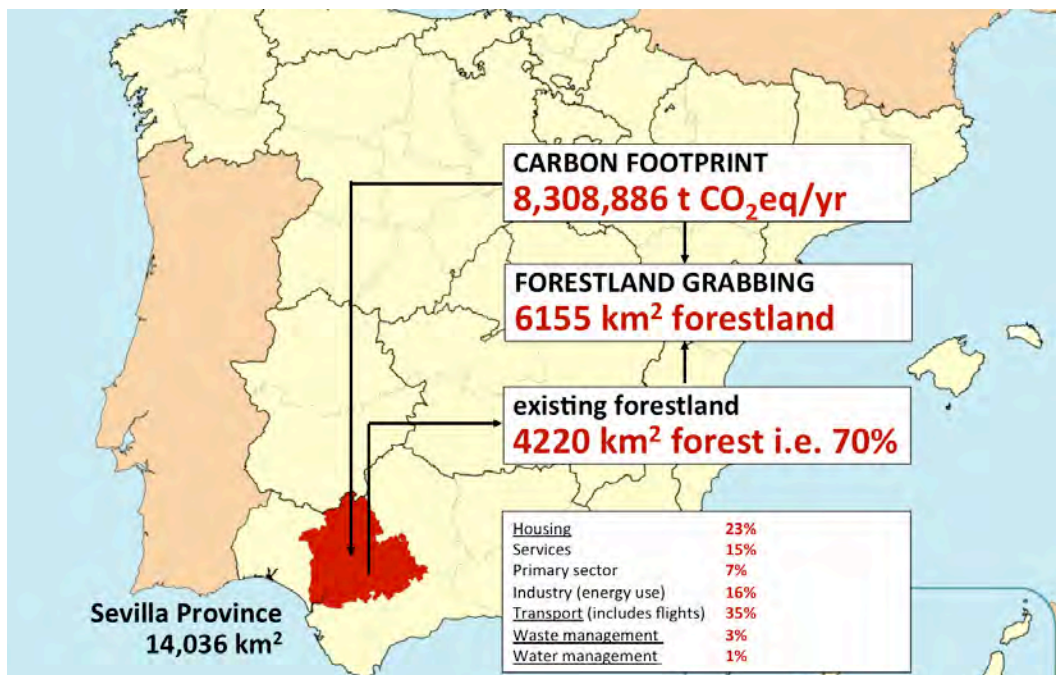 CARBON FOOTPRINT
8,308,886 t CO₂eq/yr
FORESTLAND GRABBING
6155 km² forestland
existing forestland
4220 km² forest i.e. 70%
Housing 23%
Services 15%
Primary sector 7%
Industry (energy use) 16%
Transport (includes flights) 35%
Waste management 3%
Water management 1%
Sevilla Province
14,036 km²